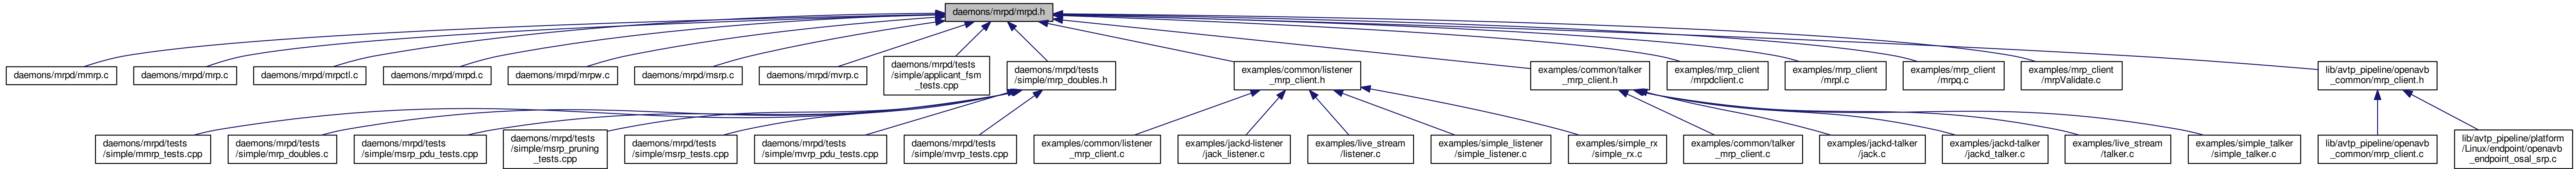 daemons/mrpd/mrpd.h
daemons/mrpd/mmrp.c
daemons/mrpd/mrp.c
daemons/mrpd/mrpctl.c
daemons/mrpd/mrpd.c
daemons/mrpd/mrpw.c
daemons/mrpd/msrp.c
daemons/mrpd/mvrp.c
daemons/mrpd/tests
/simple/applicant_fsm
_tests.cpp
daemons/mrpd/tests
/simple/mrp_doubles.h
examples/common/listener
_mrp_client.h
examples/common/talker
_mrp_client.h
examples/mrp_client
/mrpdclient.c
examples/mrp_client
/mrpl.c
examples/mrp_client
/mrpq.c
examples/mrp_client
/mrpValidate.c
lib/avtp_pipeline/openavb
_common/mrp_client.h
daemons/mrpd/tests
/simple/mmrp_tests.cpp
daemons/mrpd/tests
/simple/mrp_doubles.c
daemons/mrpd/tests
/simple/msrp_pdu_tests.cpp
daemons/mrpd/tests
/simple/msrp_pruning
_tests.cpp
daemons/mrpd/tests
/simple/msrp_tests.cpp
daemons/mrpd/tests
/simple/mvrp_pdu_tests.cpp
daemons/mrpd/tests
/simple/mvrp_tests.cpp
examples/common/listener
_mrp_client.c
examples/jackd-listener
/jack_listener.c
examples/live_stream
/listener.c
examples/simple_listener
/simple_listener.c
examples/simple_rx
/simple_rx.c
examples/common/talker
_mrp_client.c
examples/jackd-talker
/jack.c
examples/jackd-talker
/jackd_talker.c
examples/live_stream
/talker.c
examples/simple_talker
/simple_talker.c
lib/avtp_pipeline/openavb
_common/mrp_client.c
lib/avtp_pipeline/platform
/Linux/endpoint/openavb
_endpoint_osal_srp.c